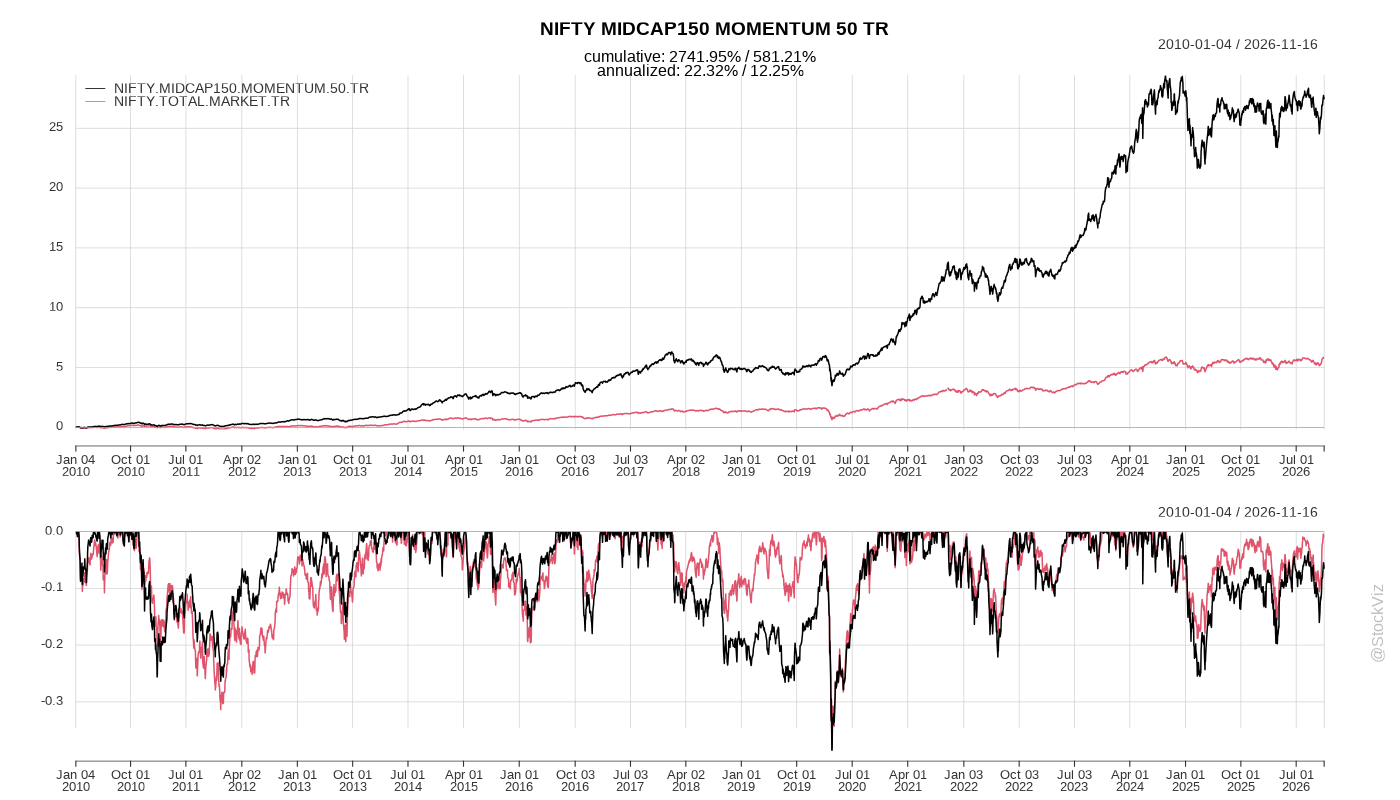 NIFTY MIDCAP150 MOMENTUM 50 TR
2010-01-04 / 2026-11-16
cumulative: 2741.95% / 581.21%
annualized: 22.32% / 12.25%
NIFTY.MIDCAP150.MOMENTUM.50.TR
NIFTY.TOTAL.MARKET.TR
25
20
15
10
5
0
Jan 04 Oct 01 Jul 01 Apr 02 Jan 01 Oct 01 Jul 01 Apr 01 Jan 01 Oct 03 Jul 03 Apr 02 Jan 01 Oct 01 Jul 01 Apr 01 Jan 03 Oct 03 Jul 03 Apr 01 Jan 01 Oct 01 Jul 01
2010 2010 2011 2012 2013 2013 2014 2015 2016 2016 2017 2018 2019 2019 2020 2021 2022 2022 2023 2024 2025 2025 2026
2010-01-04 / 2026-11-16
0.0
-0.1
-0.2
-0.3
Jan 04 Oct 01 Jul 01 Apr 02 Jan 01 Oct 01 Jul 01 Apr 01 Jan 01 Oct 03 Jul 03 Apr 02 Jan 01 Oct 01 Jul 01 Apr 01 Jan 03 Oct 03 Jul 03 Apr 01 Jan 01 Oct 01 Jul 01
2010 2010 2011 2012 2013 2013 2014 2015 2016 2016 2017 2018 2019 2019 2020 2021 2022 2022 2023 2024 2025 2025 2026
@StockViz